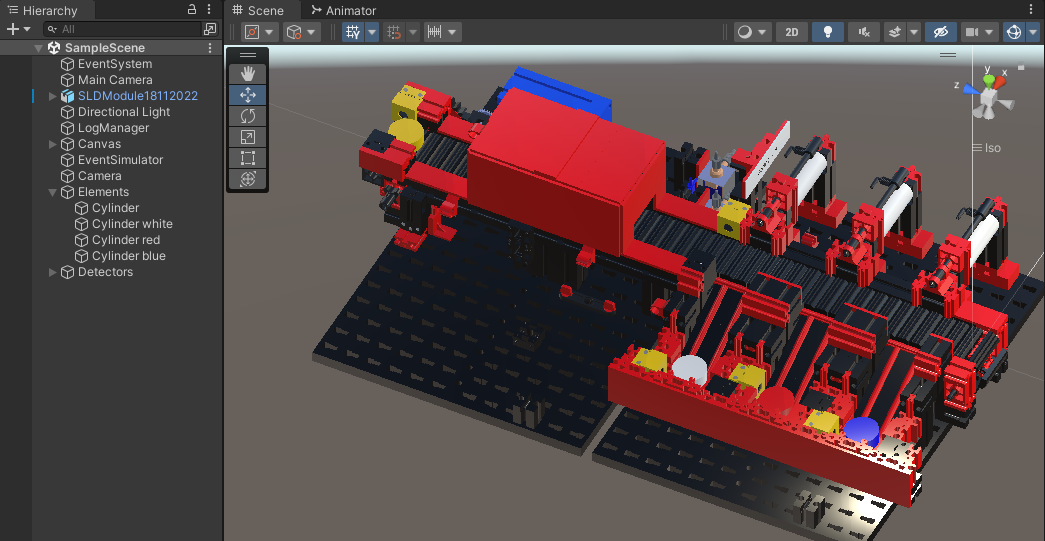 Hierarchy
All
SampleScene
EventSystem
Main Camera
SLDModule18112022
Directional Light
LogManager
Canvas
EventSimulator
Camera
Elements
Cylinder
Cylinder white
Cylinder red
Cylinder blue
Detectors
Scene
Animator
2D
y
x
z
Iso